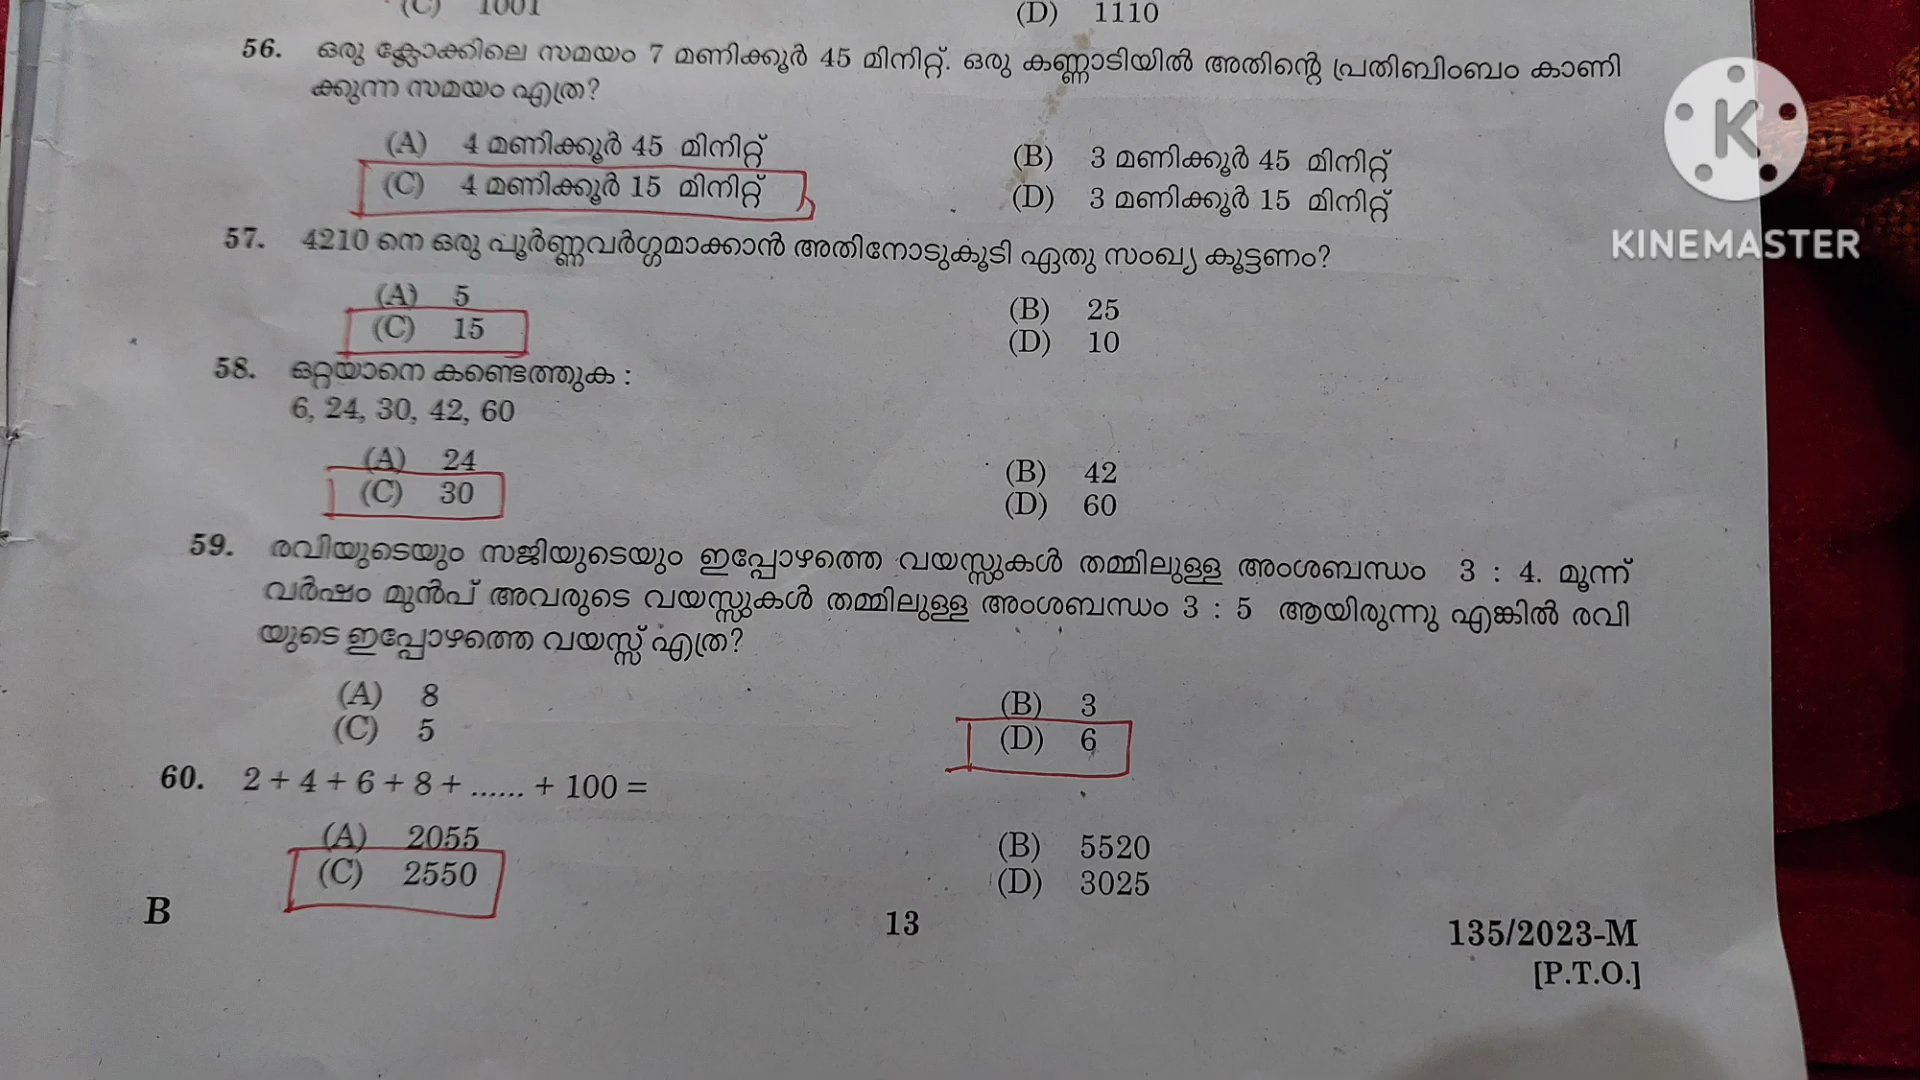 (C) 1001
(D) 1110
56. ഒരു ക്ലോക്കിലെ സമയം 7 മണിക്കൂർ 45 മിനിറ്റ്. ഒരു കണ്ണാടിയിൽ അതിന്റെ പ്രതിബിംബം കാണി
ക്കുന്ന സമയം എത്ര?
(A) 4 മണിക്കൂർ 45 മിനിറ്റ്
(B) 3 മണിക്കൂർ 45 മിനിറ്റ്
(C) 4 മണിക്കൂർ 15 മിനിറ്റ്
(D) 3 മണിക്കൂർ 15 മിനിറ്റ്
K
KINEMASTER
57. 4210 നെ ഒരു പൂർണ്ണവർഗ്ഗമാക്കാൻ അതിനോടുകൂടി ഏതു സംഖ്യ കൂട്ടണം?
(A) 5
(B) 25
(C) 15
(D) 10
58. ഒറ്റയാനെ കണ്ടെത്തുക :
6, 24, 30, 42, 60
(A) 24
(B) 42
(C) 30
(D) 60
59. രവിയുടെയും സജിയുടെയും ഇപ്പോഴത്തെ വയസ്സുകൾ തമ്മിലുള്ള അംശബന്ധം 3 : 4. മൂന്ന്
വർഷം മുൻപ് അവരുടെ വയസ്സുകൾ തമ്മിലുള്ള അംശബന്ധം 3 : 5 ആയിരുന്നു എങ്കിൽ രവി
യുടെ ഇപ്പോഴത്തെ വയസ്സ് എത്ര?
(A) 8
(B) 3
(C) 5
(D) 6
60. 2 + 4 + 6 + 8 + ...... + 100 =
(A) 2055
(B) 5520
(C) 2550
(D) 3025
B
13
135/2023-M
[P.T.O.]